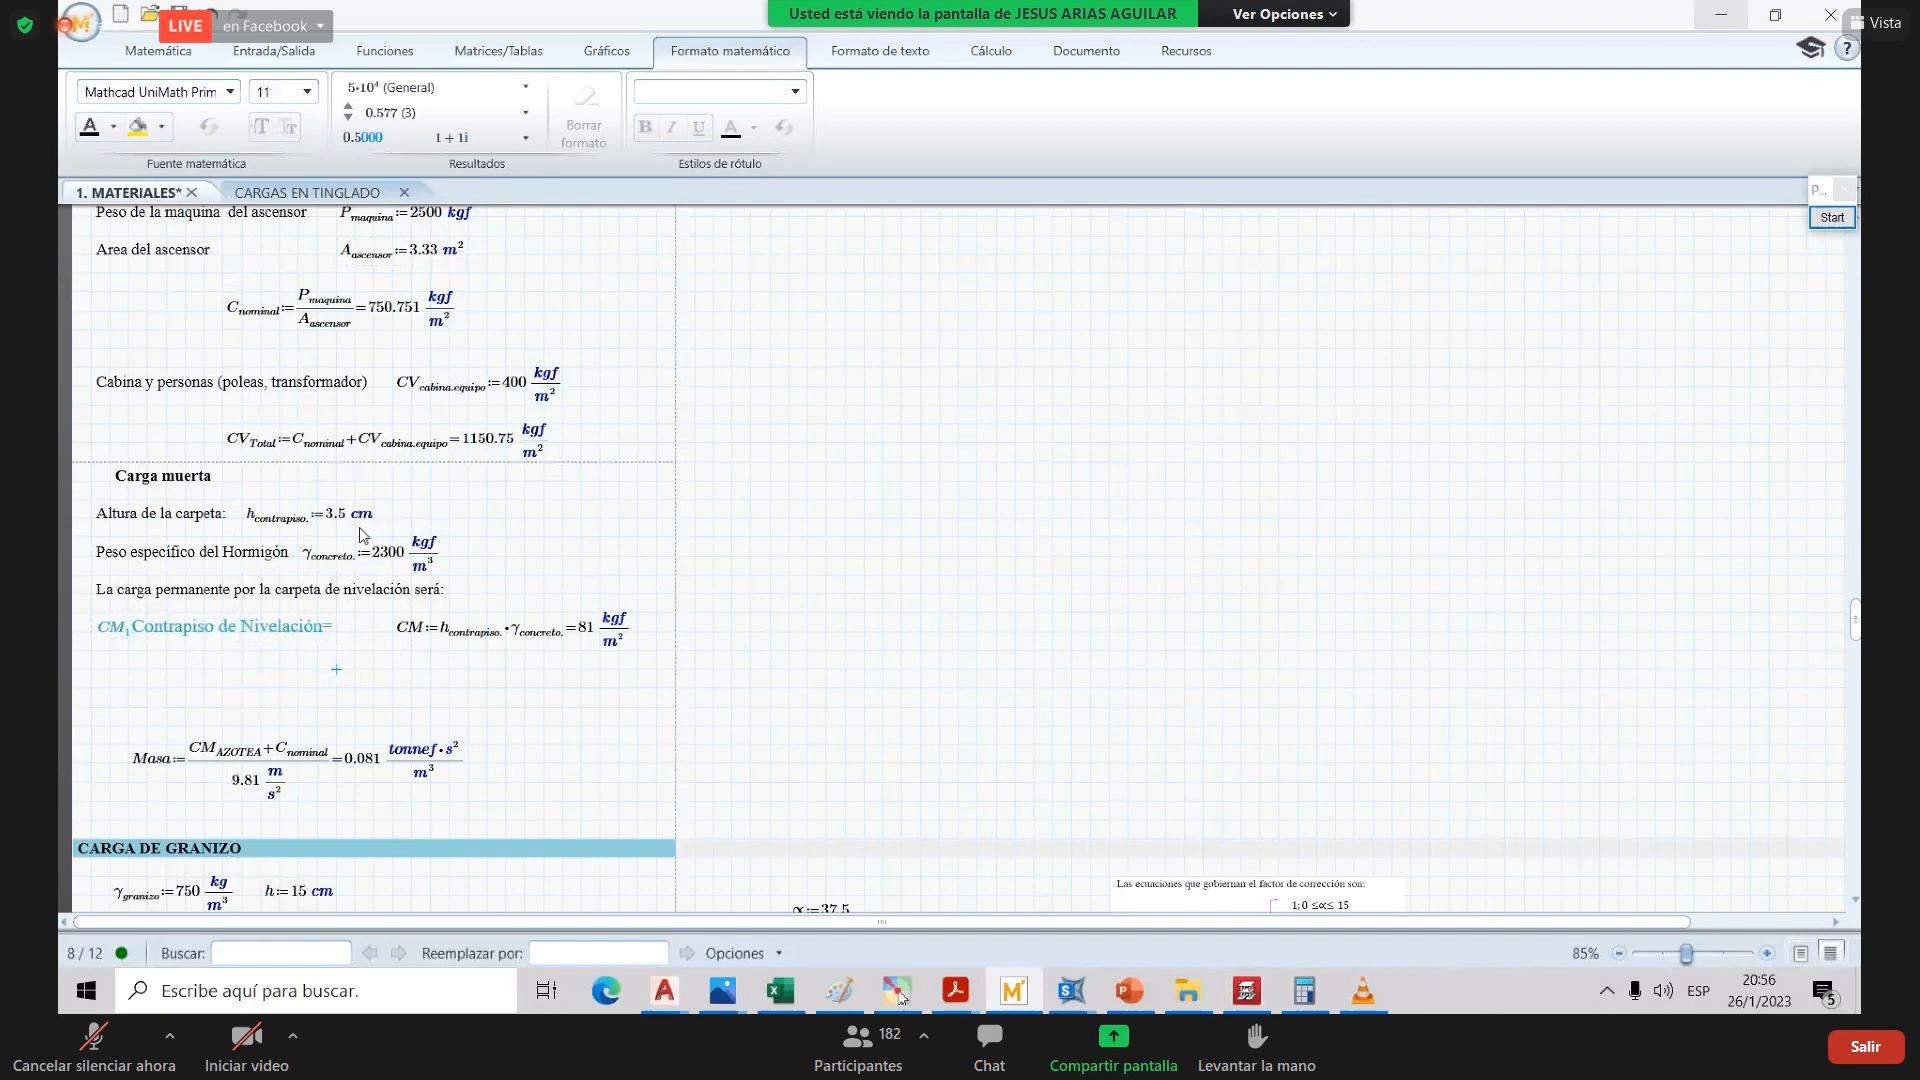 LIVE en Facebook
Usted está viendo la pantalla de JESUS ARIAS AGUILAR
Ver Opciones
Vista
Matemática Entrada/Salida Funciones Matrices/Tablas Gráficos Formato matemático Formato de texto Cálculo Documento Recursos
Mathcad UniMath Prim 11
5•10⁴ (General)
0.577 (3)
0.5000 1 + 1i
Borrar formato
B I U
Fuente matemática Resultados Estilos de rótulo
1. MATERIALES* CARGAS EN TINGLADO
P...
Start
Peso de la maquina del ascensor P_maquina:=2500 kgf
Area del ascensor A_ascensor:=3.33 m²
C_nominal:=P_maquina/A_ascensor=750.751 kgf/m²
Cabina y personas (poleas, transformador) CV_cabina.equipo:=400 kgf/m²
CV_Total:=C_nominal+CV_cabina.equipo=1150.75 kgf/m²
Carga muerta
Altura de la carpeta: h_contrapiso.:=3.5 cm
Peso específico del Hormigón γ_concreto.:=2300 kgf/m³
La carga permanente por la carpeta de nivelación será:
CM₁ Contrapiso de Nivelación= CM:=h_contrapiso.•γ_concreto.=81 kgf/m²
Masa:=(CM_AZOTEA+C_nominal)/(9.81 m/s²)=0.081 tonnef•s²/m³
CARGA DE GRANIZO
γ_granizo:=750 kg/m³ h:=15 cm
α:=37.5
Las ecuaciones que gobiernan el factor de corrección son:
1; 0 ≤∝≤ 15
8 / 12 Buscar: Reemplazar por: Opciones 85%
Escribe aquí para buscar.
ESP
20:56
26/1/2023
5
Cancelar silenciar ahora
Iniciar video
182
Participantes
Chat
Compartir pantalla
Levantar la mano
Salir